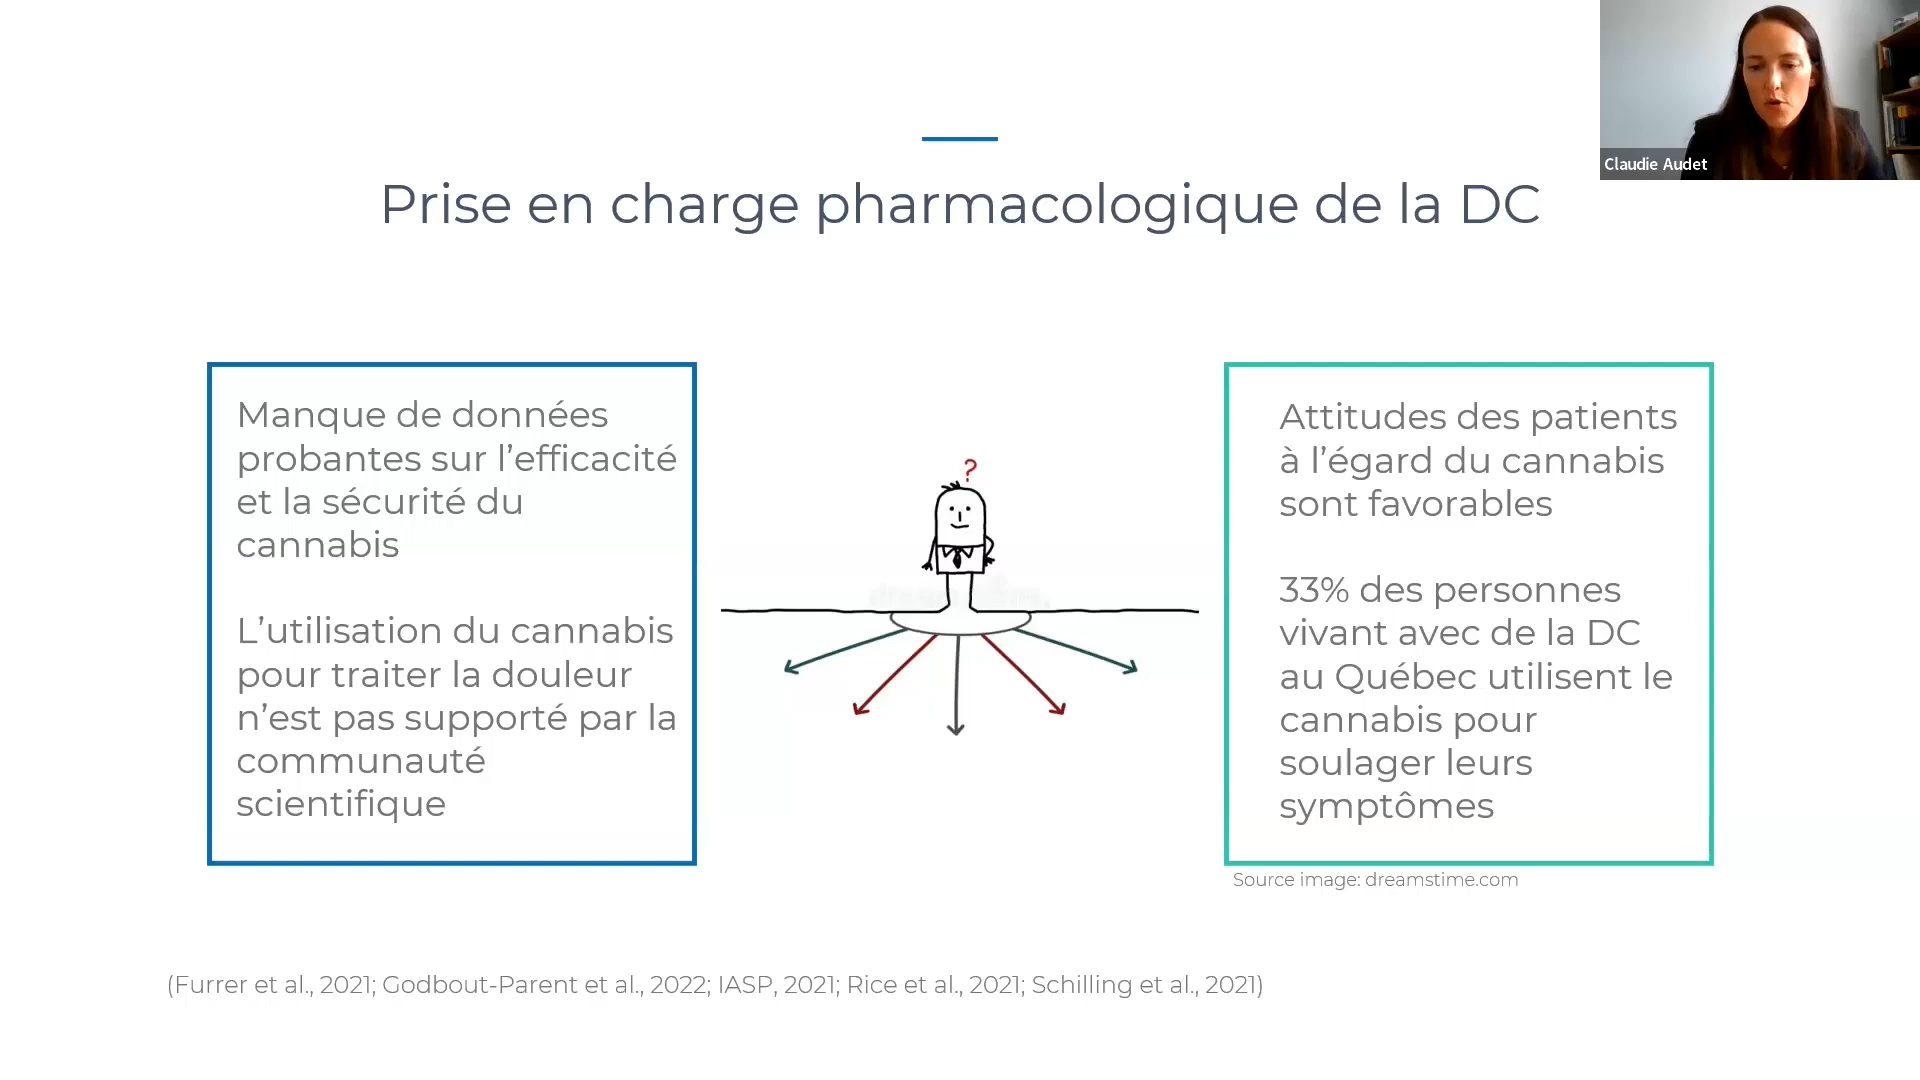 Claudie Audet
Prise en charge pharmacologique de la DC
Manque de données
probantes sur l’efficacité
et la sécurité du
cannabis
L’utilisation du cannabis
pour traiter la douleur
n’est pas supporté par la
communauté
scientifique
?
Attitudes des patients
à l’égard du cannabis
sont favorables
33% des personnes
vivant avec de la DC
au Québec utilisent le
cannabis pour
soulager leurs
symptômes
Source image: dreamstime.com
(Furrer et al., 2021; Godbout-Parent et al., 2022; IASP, 2021; Rice et al., 2021; Schilling et al., 2021)